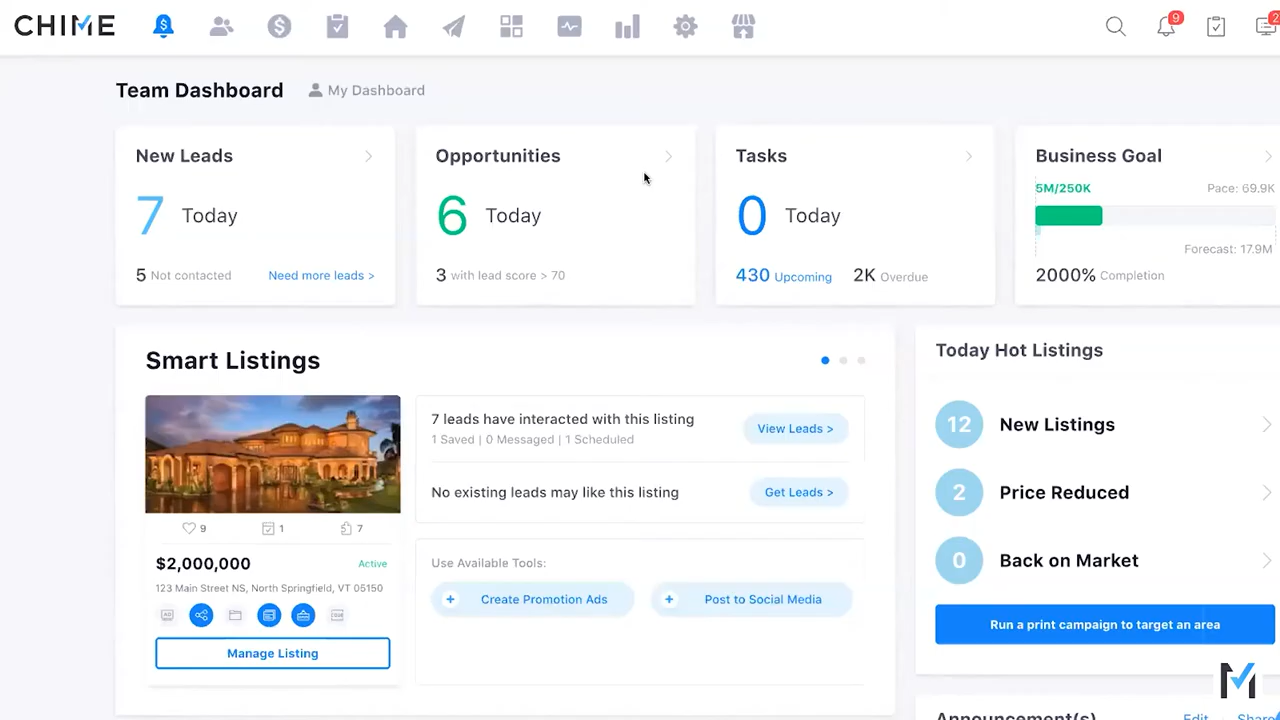 CHIME
9
2
Team Dashboard
My Dashboard
New Leads
7 Today
5 Not contacted
Need more leads >
Opportunities
6 Today
3 with lead score > 70
Tasks
0 Today
430 Upcoming
2K Overdue
Business Goal
5M/250K
Pace: 69.9K
Forecast: 17.9M
2000% Completion
Smart Listings
9
1
7
$2,000,000
Active
123 Main Street NS, North Springfield, VT 05150
Manage Listing
7 leads have interacted with this listing
1 Saved | 0 Messaged | 1 Scheduled
View Leads >
No existing leads may like this listing
Get Leads >
Use Available Tools:
+ Create Promotion Ads
+ Post to Social Media
Today Hot Listings
12 New Listings
2 Price Reduced
0 Back on Market
Run a print campaign to target an area
Announcement(s)
Edit
Share